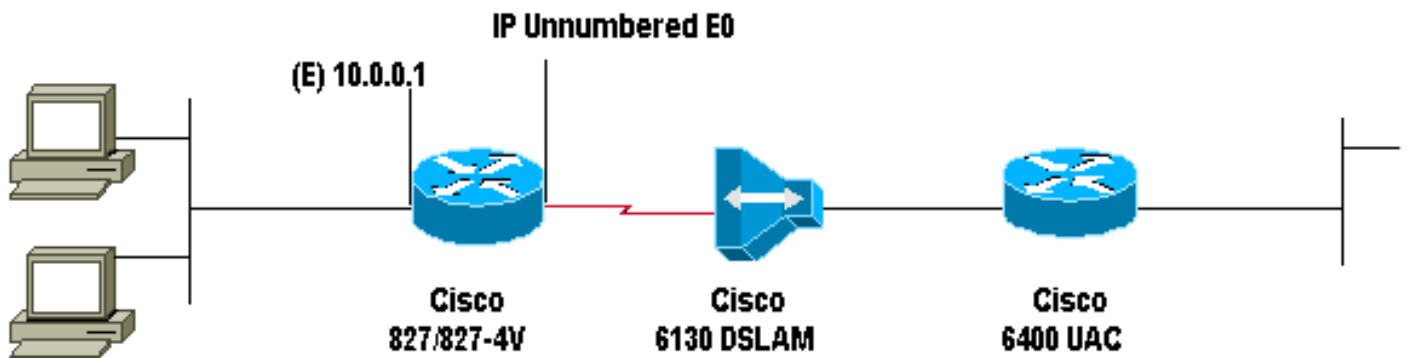 IP Unnumbered E0
(E) 10.0.0.1
Cisco
827/827-4V
Cisco
6130 DSLAM
Cisco
6400 UAC